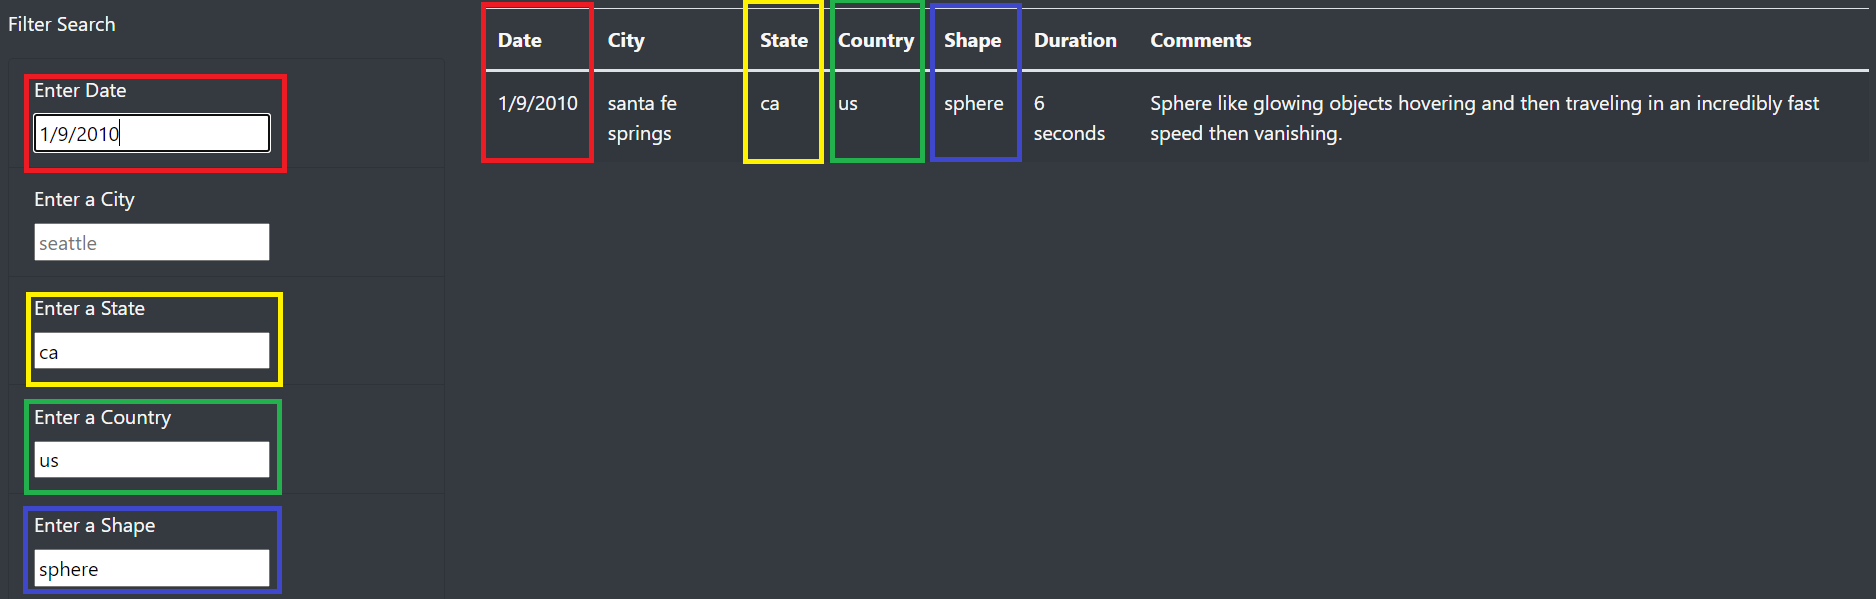 Filter Search
Enter Date
1/9/2010
Enter a City
seattle
Enter a State
ca
Enter a Country
us
Enter a Shape
sphere
Date City State Country Shape Duration Comments
1/9/2010 santa fe ca us sphere 6 Sphere like glowing objects hovering and then traveling in an incredibly fast
springs seconds speed then vanishing.